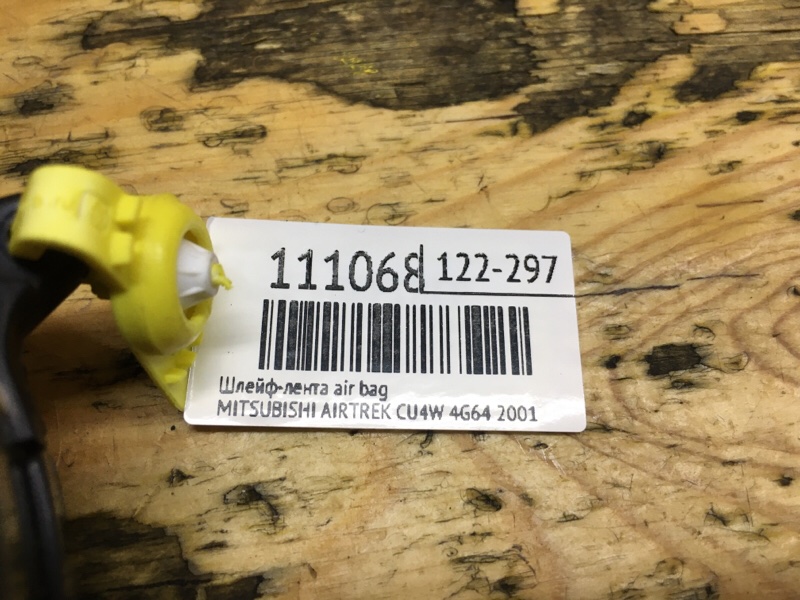 111068 122-297
Шлейф-лента air bag
MITSUBISHI AIRTREK CU4W 4G64 2001